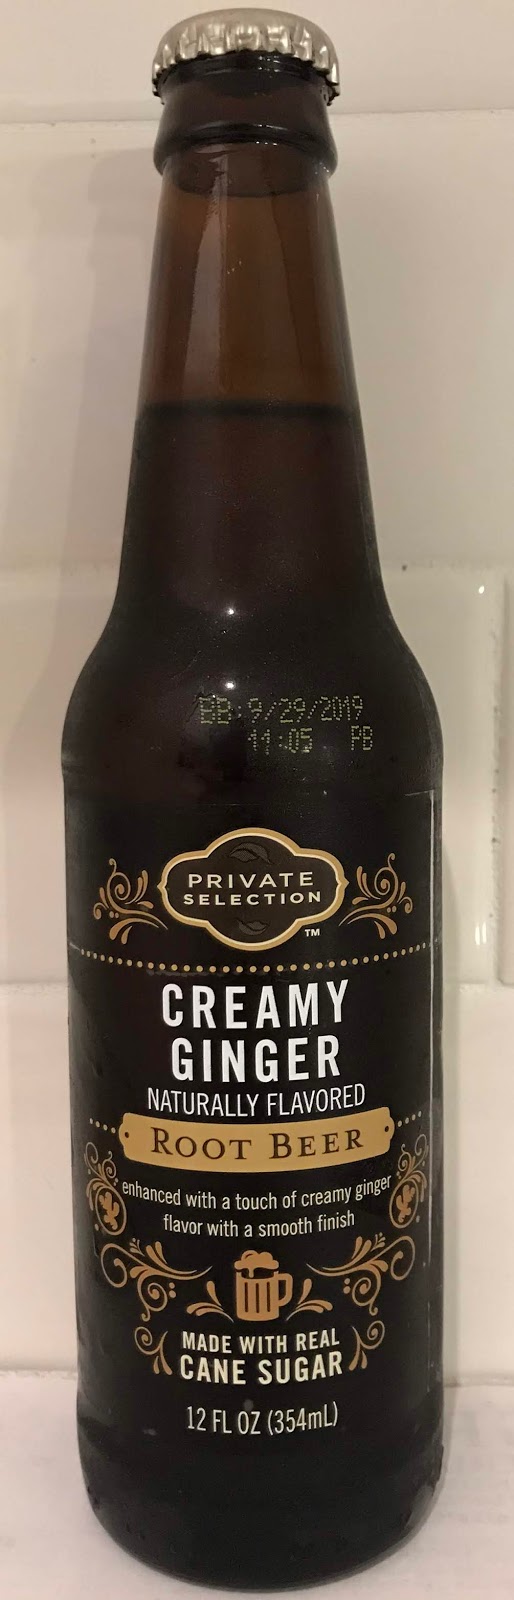 BB:9/29/2019
11:05 PB
PRIVATE
SELECTION
TM
CREAMY
GINGER
NATURALLY FLAVORED
ROOT BEER
enhanced with a touch of creamy ginger
flavor with a smooth finish
MADE WITH REAL
CANE SUGAR
12 FL OZ (354mL)